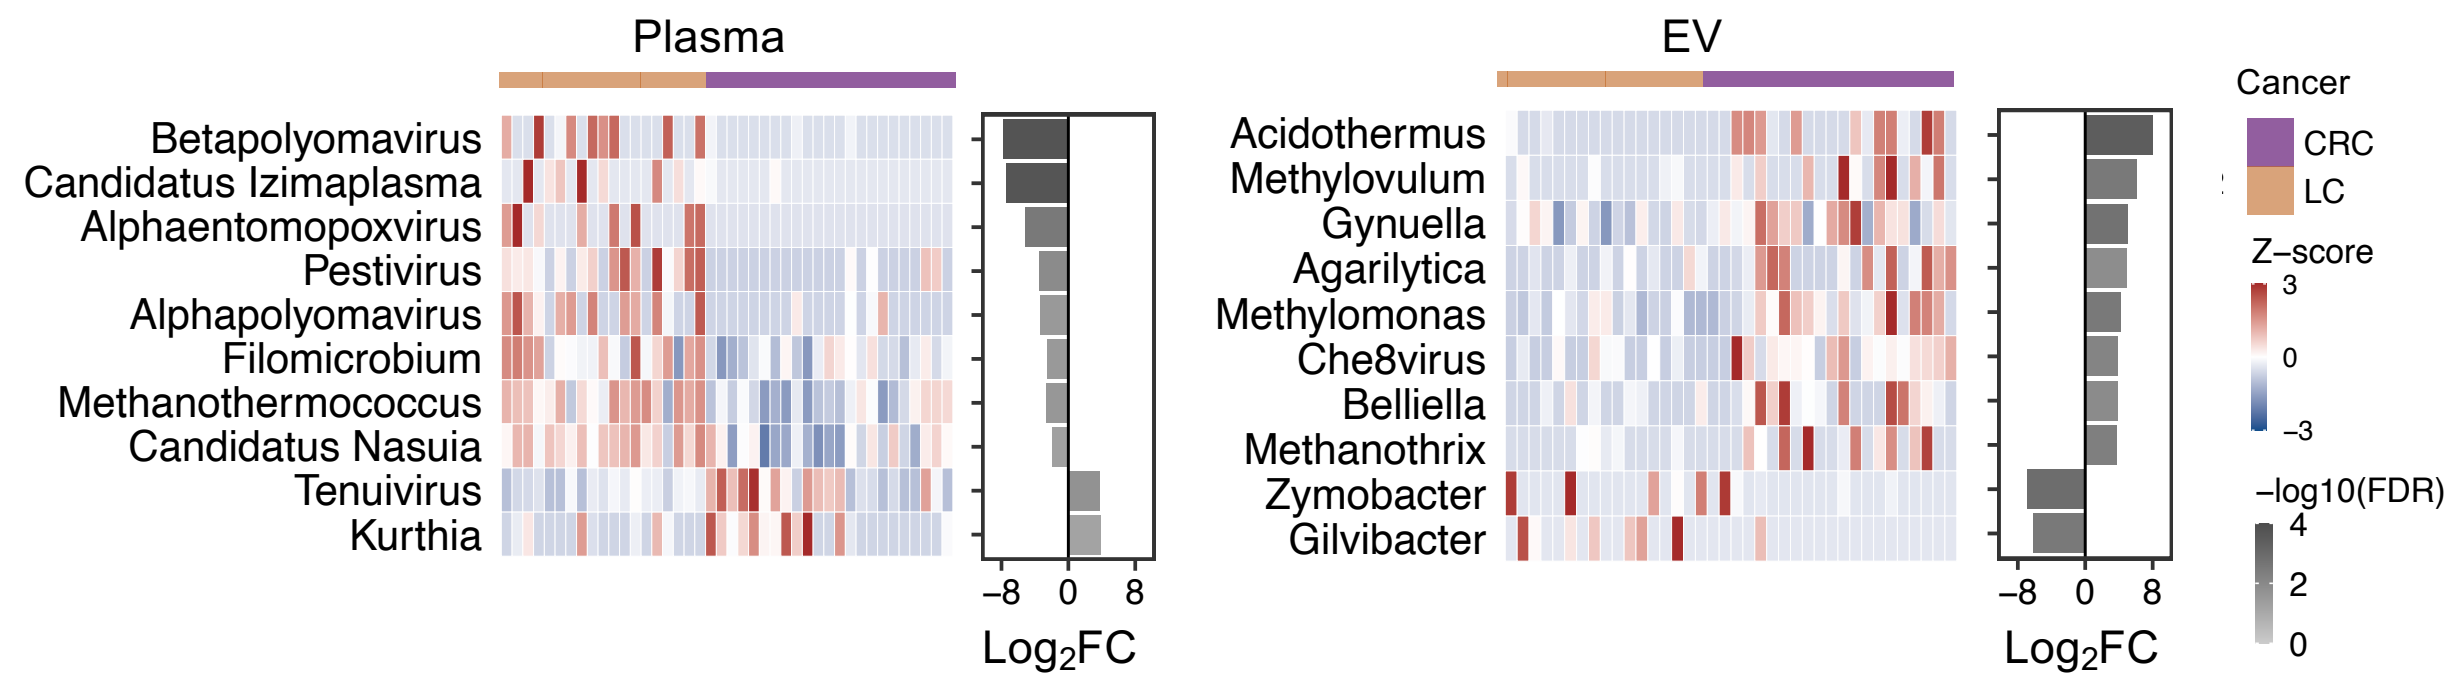 Plasma
Betapolyomavirus
Candidatus Izimaplasma
Alphaentomopoxvirus
Pestivirus
Alphapolyomavirus
Filomicrobium
Methanothermococcus
Candidatus Nasuia
Tenuivirus
Kurthia
−8 0 8
Log₂FC
EV
Acidothermus
Methylovulum
Gynuella
Agarilytica
Methylomonas
Che8virus
Belliella
Methanothrix
Zymobacter
Gilvibacter
−8 0 8
Log₂FC
Cancer
CRC
LC
Z−score
3
0
−3
−log10(FDR)
4
2
0